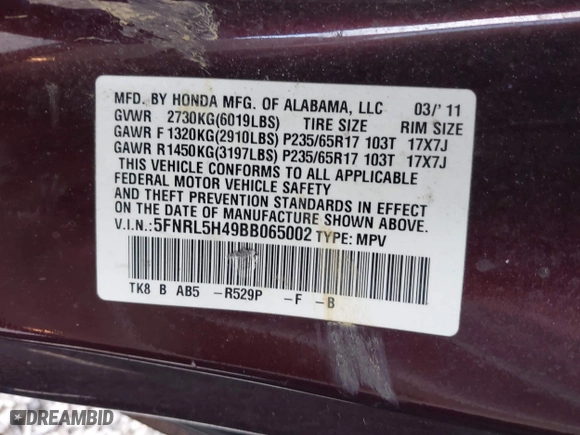 MFD. BY HONDA MFG. OF ALABAMA, LLC 03/'11
GVWR 2730KG(6019LBS) TIRE SIZE RIM SIZE
GAWR F 1320KG(2910LBS) P235/65R17 103T 17X7J
GAWR R1450KG(3197LBS) P235/65R17 103T 17X7J
THIS VEHICLE CONFORMS TO ALL APPLICABLE
FEDERAL MOTOR VEHICLE SAFETY
AND THEFT PREVENTION STANDARDS IN EFFECT
ON THE DATE OF MANUFACTURE SHOWN ABOVE.
V.I.N.:5FNRL5H49BB065002 TYPE: MPV
TK8 B AB5 -R529P -F -B
DREAMBID